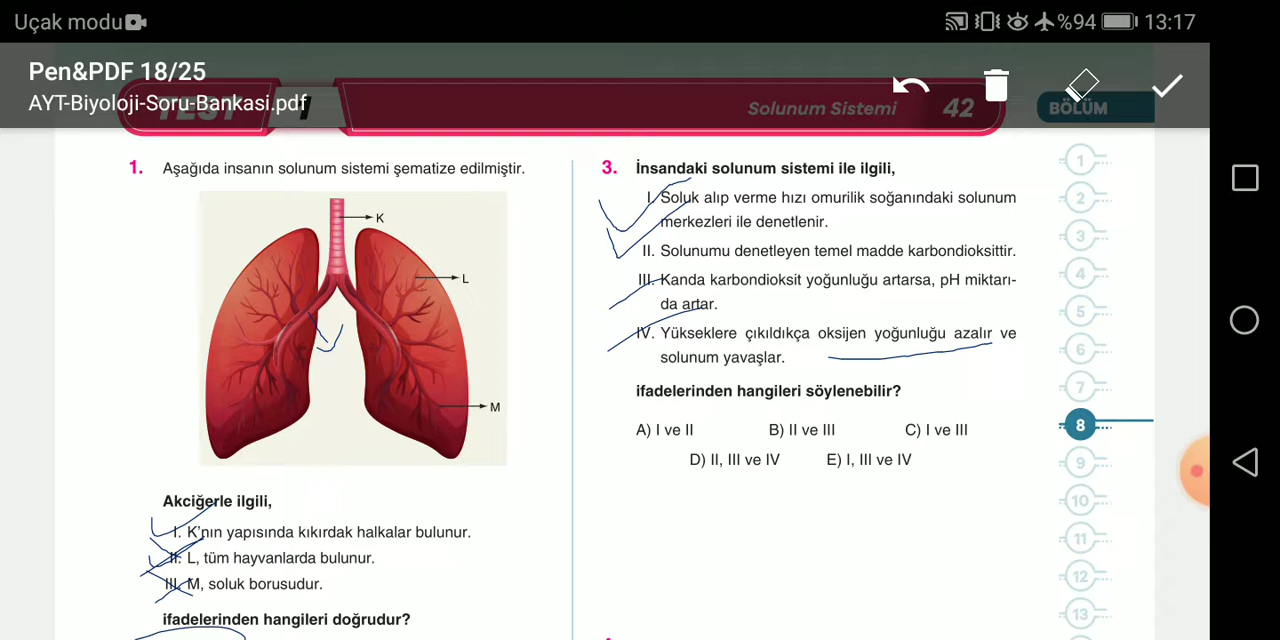 Uçak modu
%94 13:17
Pen&PDF 18/25
AYT-Biyoloji-Soru-Bankasi.pdf
TEST 1
Solunum Sistemi 42 BÖLÜM
1. Aşağıda insanın solunum sistemi şematize edilmiştir.
K
L
M
Akciğerle ilgili,
I. K'nın yapısında kıkırdak halkalar bulunur.
II. L, tüm hayvanlarda bulunur.
III. M, soluk borusudur.
ifadelerinden hangileri doğrudur?
3. İnsandaki solunum sistemi ile ilgili,
I. Soluk alıp verme hızı omurilik soğanındaki solunum
merkezleri ile denetlenir.
II. Solunumu denetleyen temel madde karbondioksittir.
III. Kanda karbondioksit yoğunluğu artarsa, pH miktarı-
da artar.
IV. Yükseklere çıkıldıkça oksijen yoğunluğu azalır ve
solunum yavaşlar.
ifadelerinden hangileri söylenebilir?
A) I ve II B) II ve III C) I ve III
D) II, III ve IV E) I, III ve IV
1
2
3
4
5
6
7
8
9
10
11
12
13